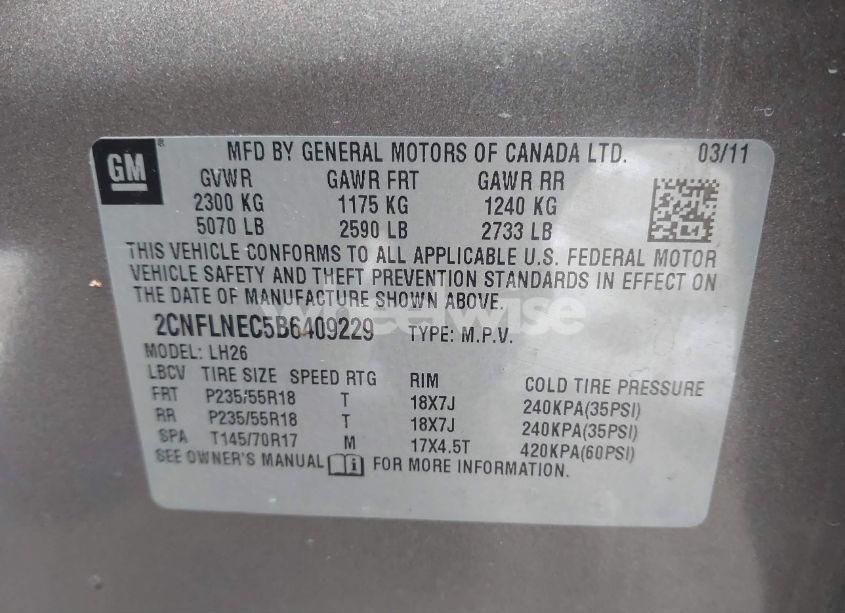 GM ®
MFD BY GENERAL MOTORS OF CANADA LTD. 03/11
GVWR GAWR FRT GAWR RR
2300 KG 1175 KG 1240 KG
5070 LB 2590 LB 2733 LB
THIS VEHICLE CONFORMS TO ALL APPLICABLE U.S. FEDERAL MOTOR
VEHICLE SAFETY AND THEFT PREVENTION STANDARDS IN EFFECT ON
THE DATE OF MANUFACTURE SHOWN ABOVE.
wheelwise
2CNFLNEC5B6409229 TYPE: M.P.V.
MODEL: LH26
LBCV TIRE SIZE SPEED RTG RIM COLD TIRE PRESSURE
FRT P235/55R18 T 18X7J 240KPA(35PSI)
RR P235/55R18 T 18X7J 240KPA(35PSI)
SPA T145/70R17 M 17X4.5T 420KPA(60PSI)
SEE OWNER'S MANUAL i FOR MORE INFORMATION.